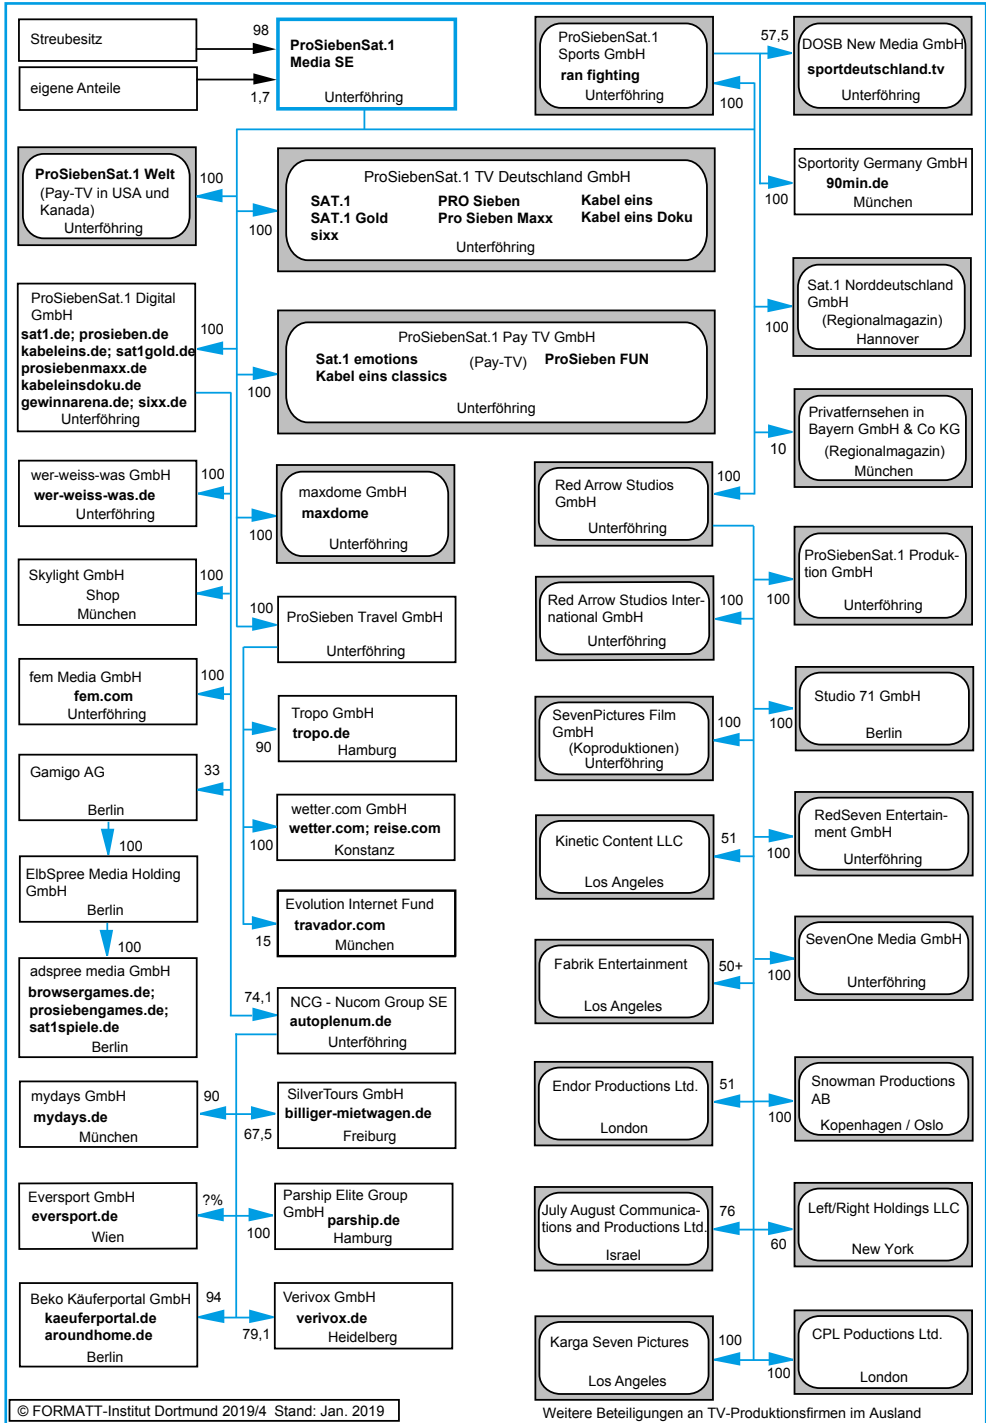 Streubesitz
98
ProSiebenSat.1
Media SE
Unterföhring
eigene Anteile
1,7
ProSiebenSat.1
Sports GmbH
ran fighting
Unterföhring
100
57,5
DOSB New Media GmbH
sportdeutschland.tv
Unterföhring
Sportority Germany GmbH
90min.de
München
100
ProSiebenSat.1 Welt
(Pay-TV in USA und
Kanada)
Unterföhring
100
ProSiebenSat.1 TV Deutschland GmbH
SAT.1 PRO Sieben Kabel eins
SAT.1 Gold Pro Sieben Maxx Kabel eins Doku
sixx
Unterföhring
100
ProSiebenSat.1 Digital
GmbH
sat1.de; prosieben.de
kabeleins.de; sat1gold.de
prosiebenmaxx.de
kabeleinsdoku.de
gewinnarena.de; sixx.de
Unterföhring
100
ProSiebenSat.1 Pay TV GmbH
Sat.1 emotions (Pay-TV) ProSieben FUN
Kabel eins classics
Unterföhring
100
Sat.1 Norddeutschland
GmbH
(Regionalmagazin)
Hannover
100
Privatfernsehen in
Bayern GmbH & Co KG
(Regionalmagazin)
München
10
wer-weiss-was GmbH
wer-weiss-was.de
Unterföhring
100
maxdome GmbH
maxdome
Unterföhring
100
Red Arrow Studios
GmbH
Unterföhring
100
Skylight GmbH
Shop
München
100
ProSieben Travel GmbH
Unterföhring
100
Red Arrow Studios Inter-
national GmbH
Unterföhring
100
ProSiebenSat.1 Produk-
tion GmbH
Unterföhring
100
fem Media GmbH
fem.com
Unterföhring
100
Tropo GmbH
tropo.de
Hamburg
90
SevenPictures Film
GmbH
(Koproduktionen)
Unterföhring
100
Studio 71 GmbH
Berlin
100
Gamigo AG
Berlin
33
100
wetter.com GmbH
wetter.com; reise.com
Konstanz
100
Kinetic Content LLC
Los Angeles
51
RedSeven Entertain-
ment GmbH
Unterföhring
100
ElbSpree Media Holding
GmbH
Berlin
100
Evolution Internet Fund
travador.com
München
15
Fabrik Entertainment
Los Angeles
50+
SevenOne Media GmbH
Unterföhring
100
adspree media GmbH
browsergames.de;
prosiebengames.de;
sat1spiele.de
Berlin
74,1
NCG - Nucom Group SE
autoplenum.de
Unterföhring
mydays GmbH
mydays.de
München
90
SilverTours GmbH
billiger-mietwagen.de
Freiburg
67,5
Endor Productions Ltd.
London
51
Snowman Productions
AB
Kopenhagen / Oslo
100
Eversport GmbH
eversport.de
Wien
?%
Parship Elite Group
GmbH
parship.de
Hamburg
100
July August Communica-
tions and Productions Ltd.
Israel
76
Left/Right Holdings LLC
New York
60
Beko Käuferportal GmbH
kaeuferportal.de
aroundhome.de
Berlin
94
Verivox GmbH
verivox.de
Heidelberg
79,1
Karga Seven Pictures
Los Angeles
100
CPL Poductions Ltd.
London
100
© FORMATT-Institut Dortmund 2019/4 Stand: Jan. 2019
Weitere Beteiligungen an TV-Produktionsfirmen im Ausland